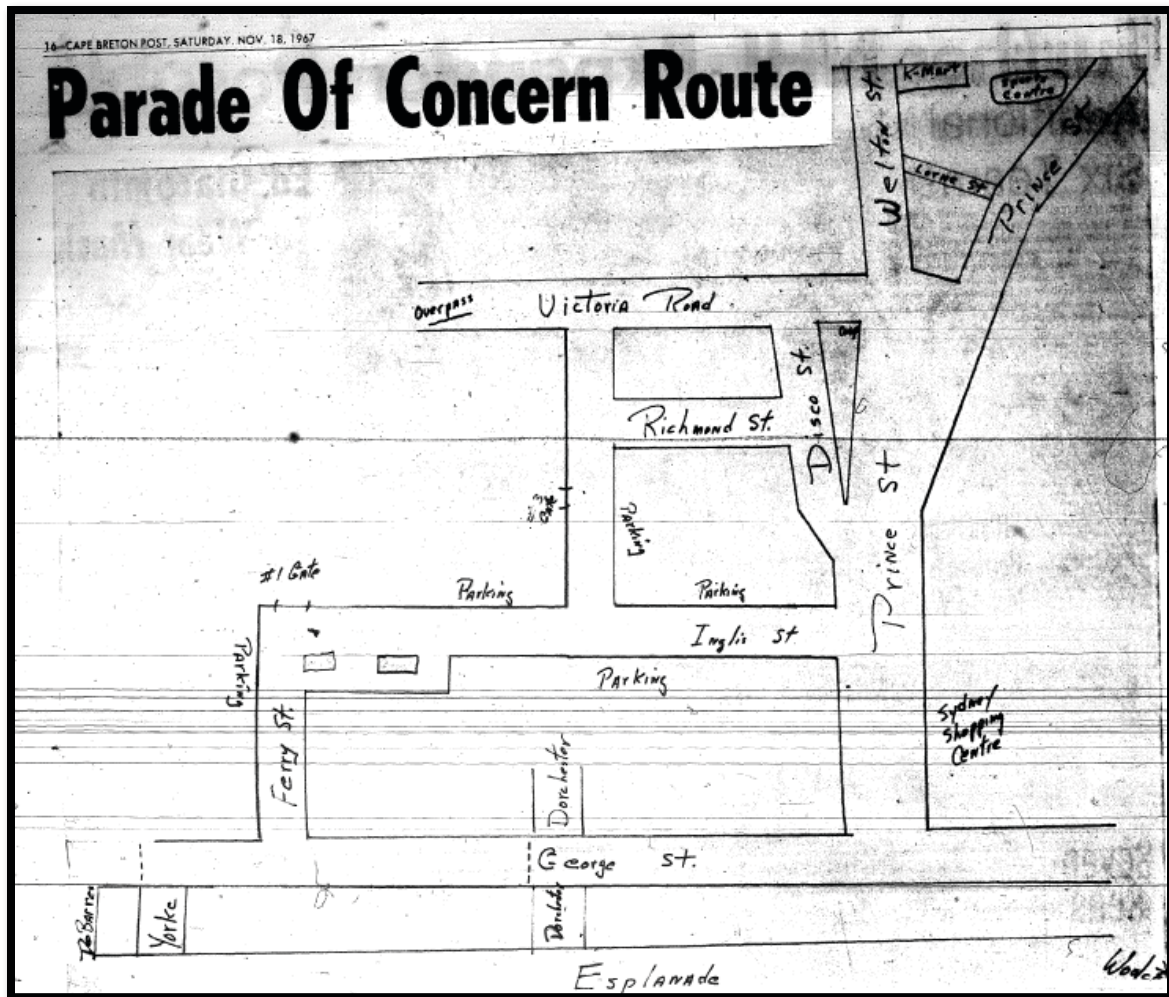 16—CAPE BRETON POST, SATURDAY, NOV. 18, 1967
Parade Of Concern Route
K-Mart
Sports
Centre
Welton St.
Lorne St
Prince
Overpass
Victoria Road
Disco St.
Richmond St.
Prince St
Parking
#1 Gate
Parking
Parking
Inglis St
Parking
Parking
Ferry St.
Sydney
Shopping
Centre
Dorchester
George St.
DesBarres
Yorke
Dorchester
Esplanade